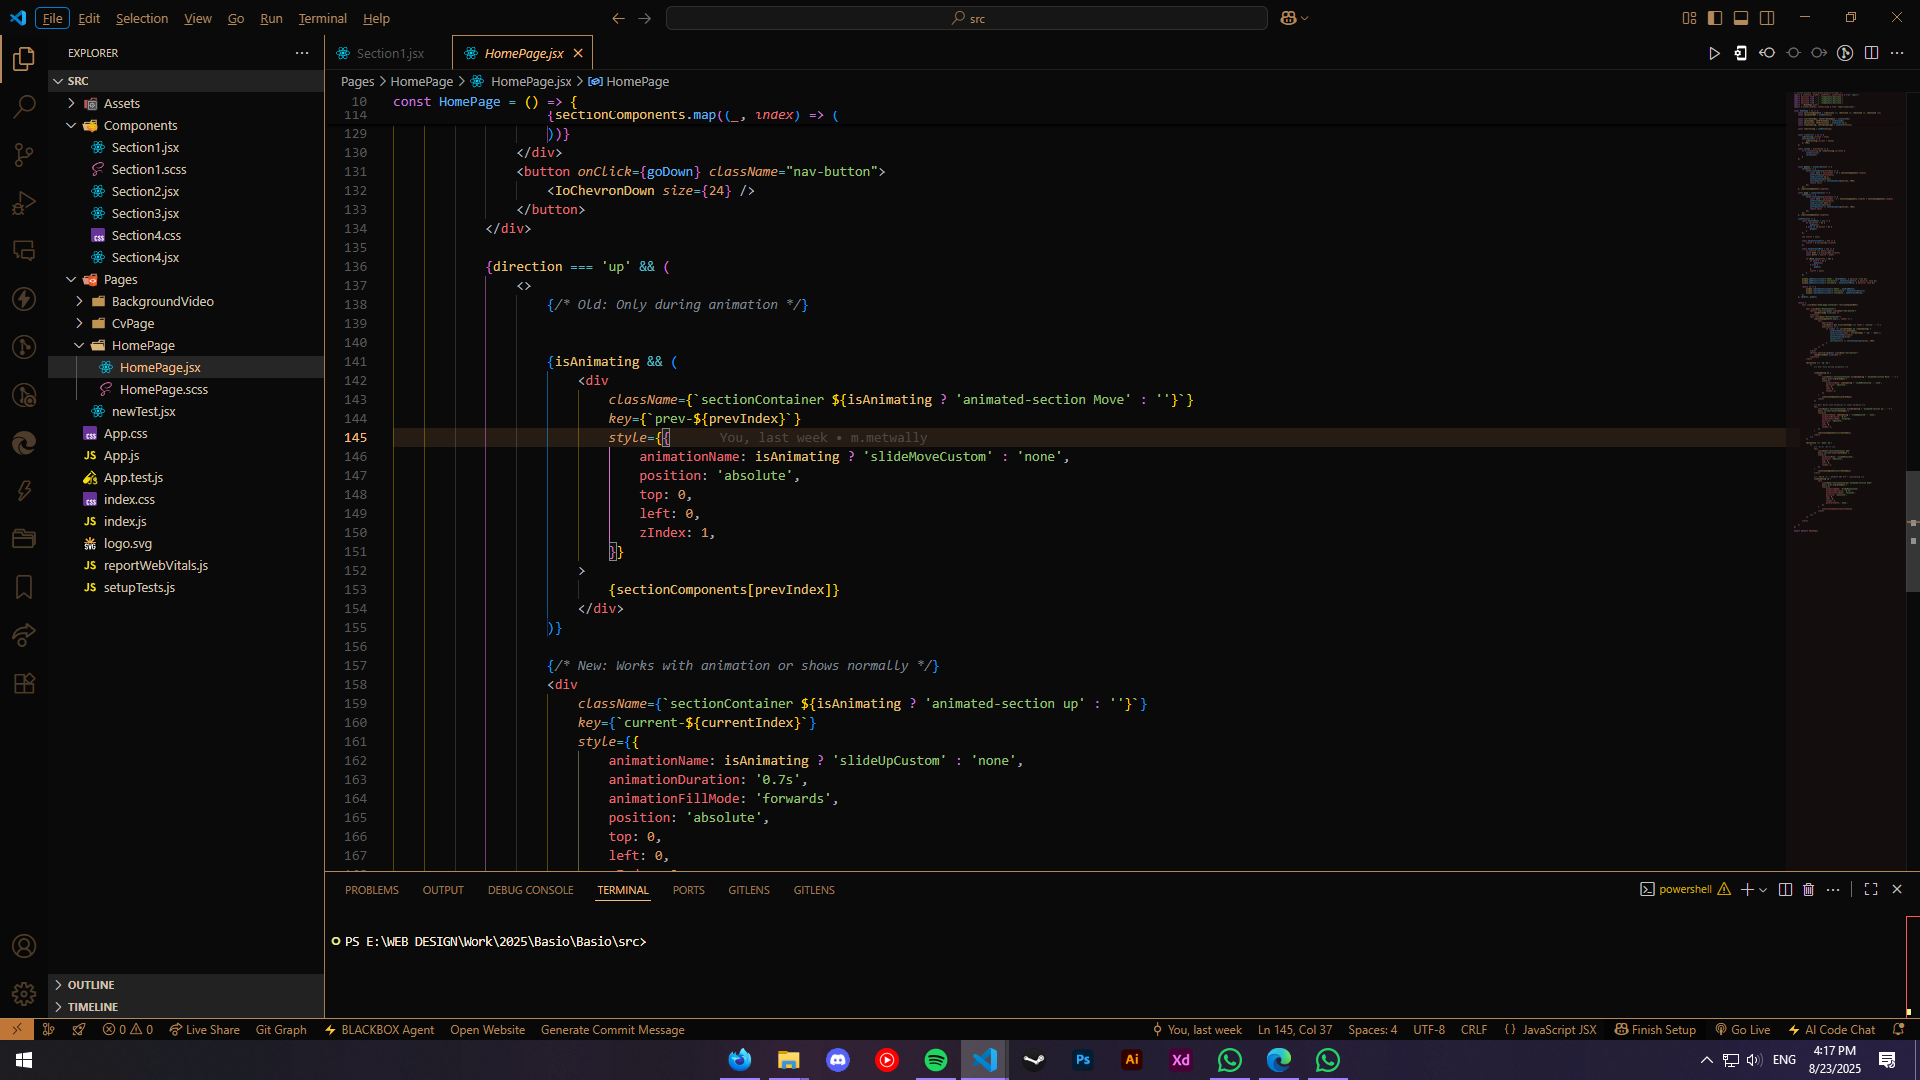 File Edit Selection View Go Run Terminal Help
src
EXPLORER
SRC
Assets
Components
Section1.jsx
Section1.scss
Section2.jsx
Section3.jsx
Section4.css
Section4.jsx
Pages
BackgroundVideo
CvPage
HomePage
HomePage.jsx
HomePage.scss
newTest.jsx
App.css
App.js
App.test.js
index.css
index.js
logo.svg
reportWebVitals.js
setupTests.js
OUTLINE
TIMELINE
Section1.jsx HomePage.jsx
Pages > HomePage > HomePage.jsx > HomePage
10 const HomePage = () => {
114 {sectionComponents.map((_, index) => (
129 ))}
130 </div>
131 <button onClick={goDown} className="nav-button">
132 <IoChevronDown size={24} />
133 </button>
134 </div>
135
136 {direction === 'up' && (
137 <>
138 {/* Old: Only during animation */}
139
140
141 {isAnimating && (
142 <div
143 className={`sectionContainer ${isAnimating ? 'animated-section Move' : ''}`}
144 key={`prev-${prevIndex}`}
145 style={{ You, last week • m.metwally
146 animationName: isAnimating ? 'slideMoveCustom' : 'none',
147 position: 'absolute',
148 top: 0,
149 left: 0,
150 zIndex: 1,
151 }}
152 >
153 {sectionComponents[prevIndex]}
154 </div>
155 )}
156
157 {/* New: Works with animation or shows normally */}
158 <div
159 className={`sectionContainer ${isAnimating ? 'animated-section up' : ''}`}
160 key={`current-${currentIndex}`}
161 style={{
162 animationName: isAnimating ? 'slideUpCustom' : 'none',
163 animationDuration: '0.7s',
164 animationFillMode: 'forwards',
165 position: 'absolute',
166 top: 0,
167 left: 0,
PROBLEMS OUTPUT DEBUG CONSOLE TERMINAL PORTS GITLENS GITLENS
powershell
PS E:\WEB DESIGN\Work\2025\Basio\Basio\src>
0 0 Live Share Git Graph BLACKBOX Agent Open Website Generate Commit Message
You, last week Ln 145, Col 37 Spaces: 4 UTF-8 CRLF {} JavaScript JSX Finish Setup Go Live AI Code Chat
Ps Ai Xd
ENG
4:17 PM
8/23/2025